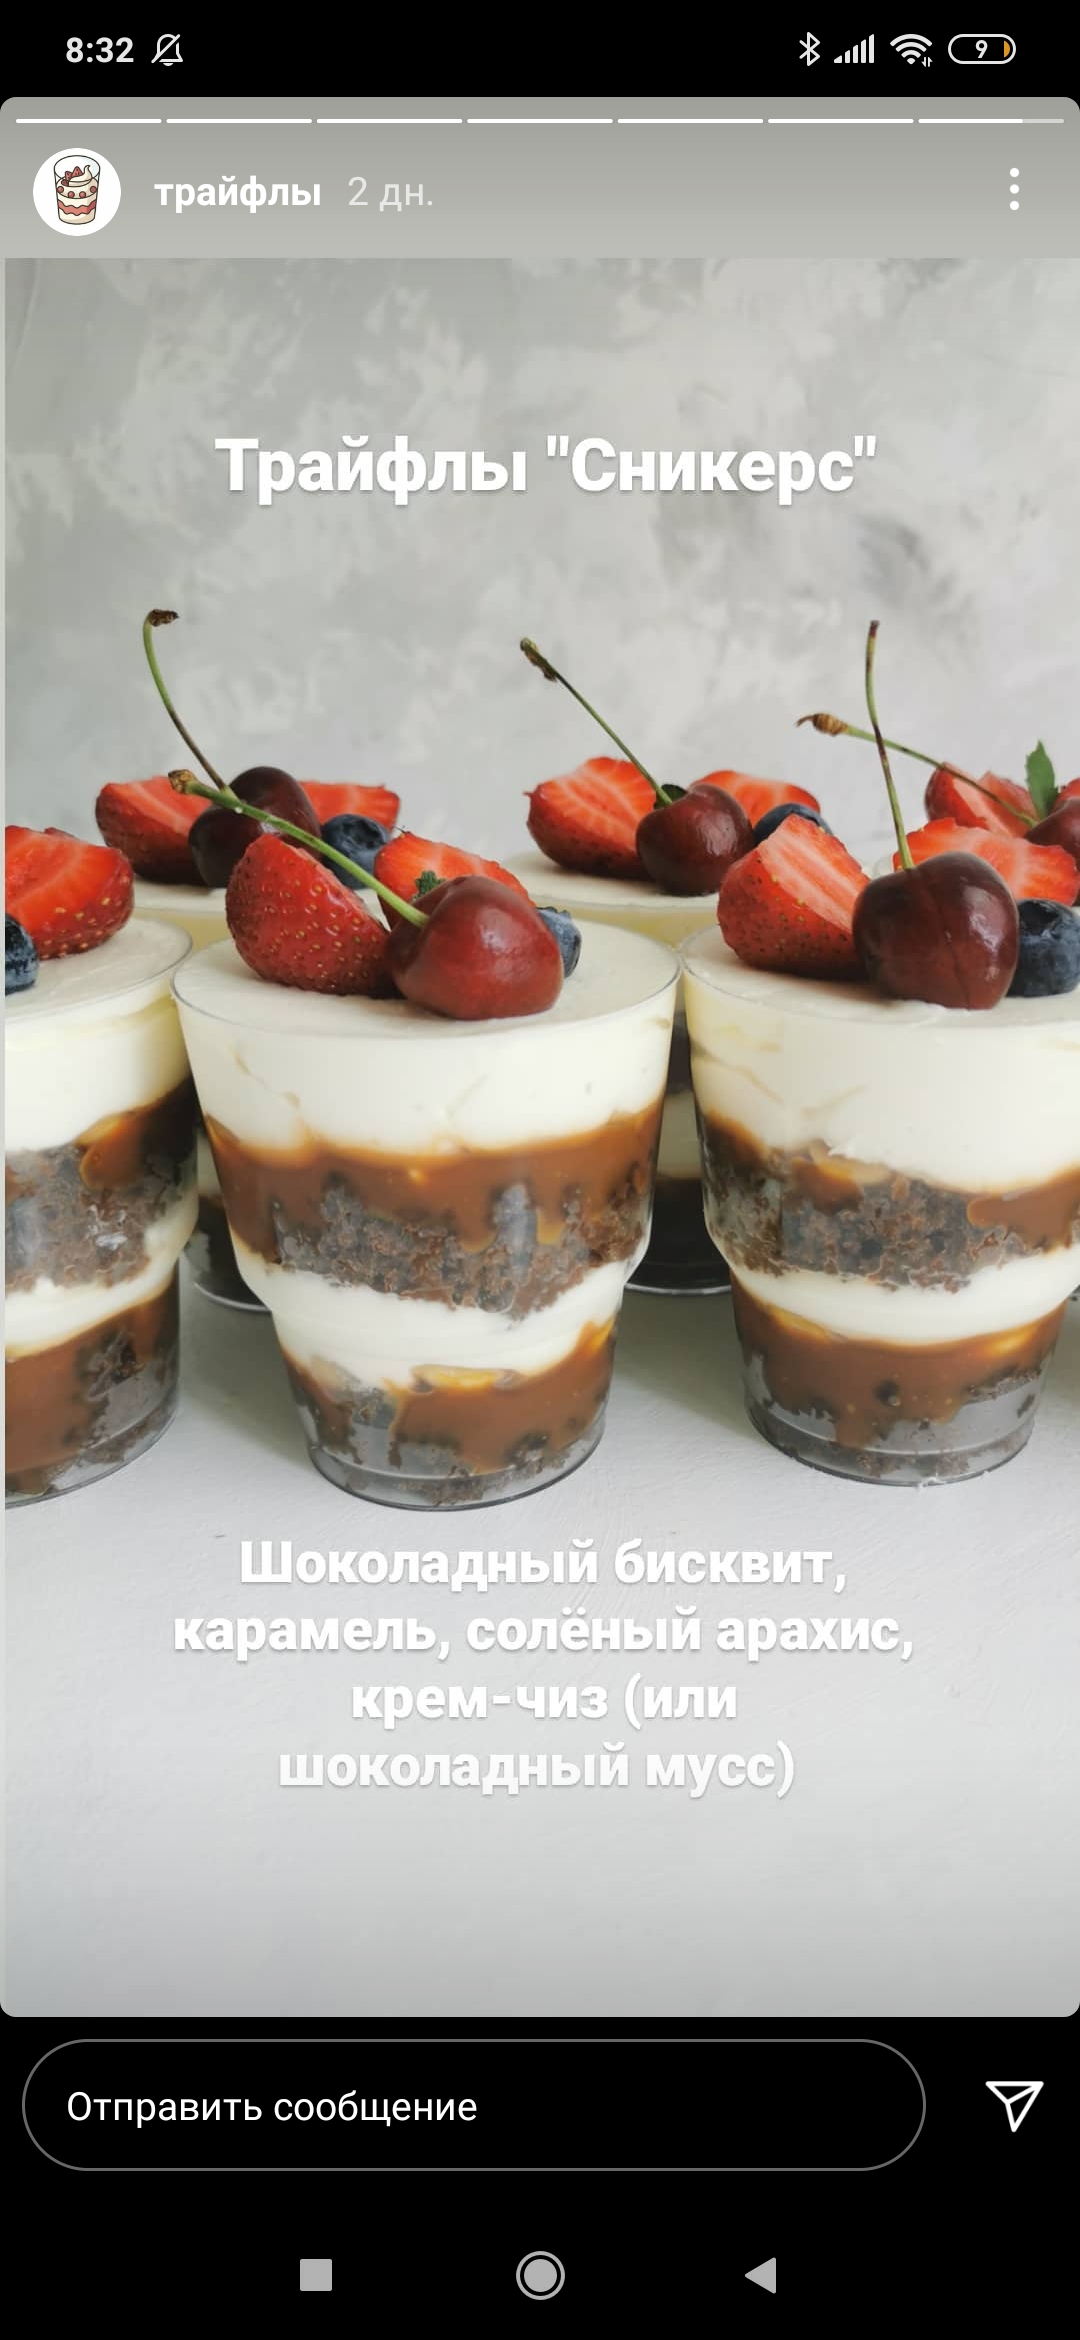 8:32
9
трайфлы 2 дн.
Трайфлы "Сникерс"
Шоколадный бисквит,
карамель, солёный арахис,
крем-чиз (или
шоколадный мусс)
Отправить сообщение